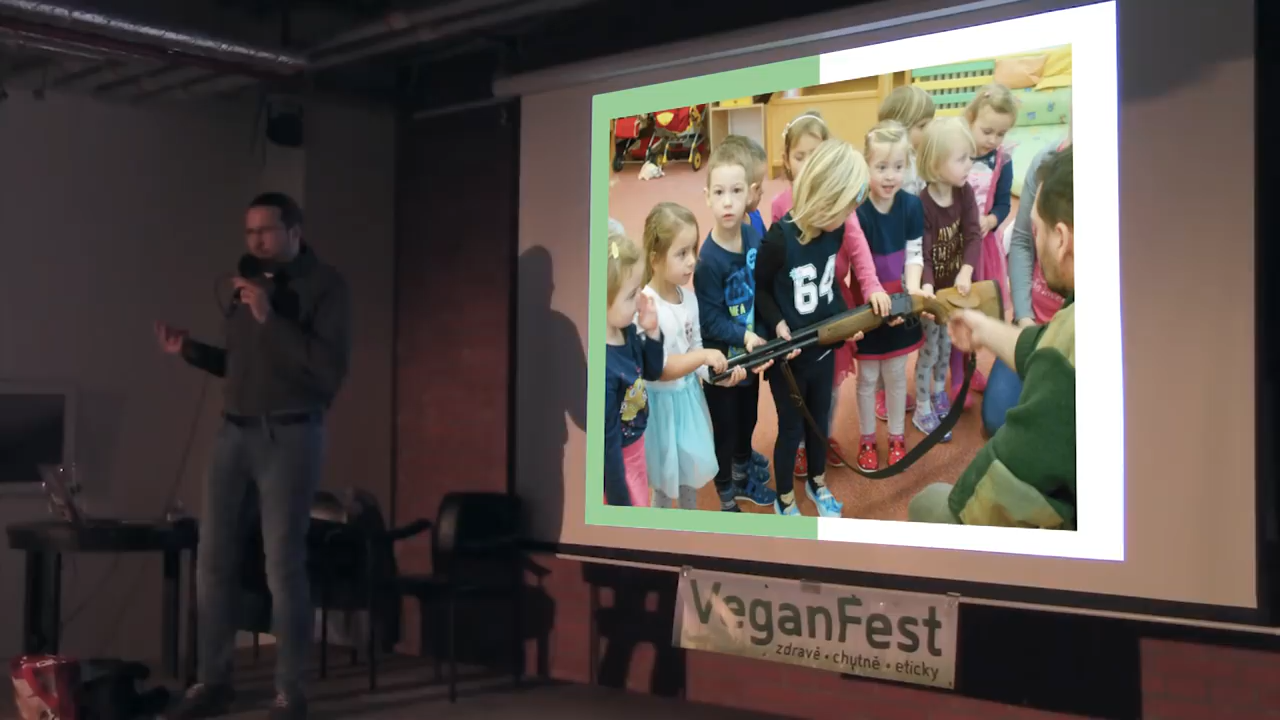 64
VeganFest
zdravě • chutně • eticky